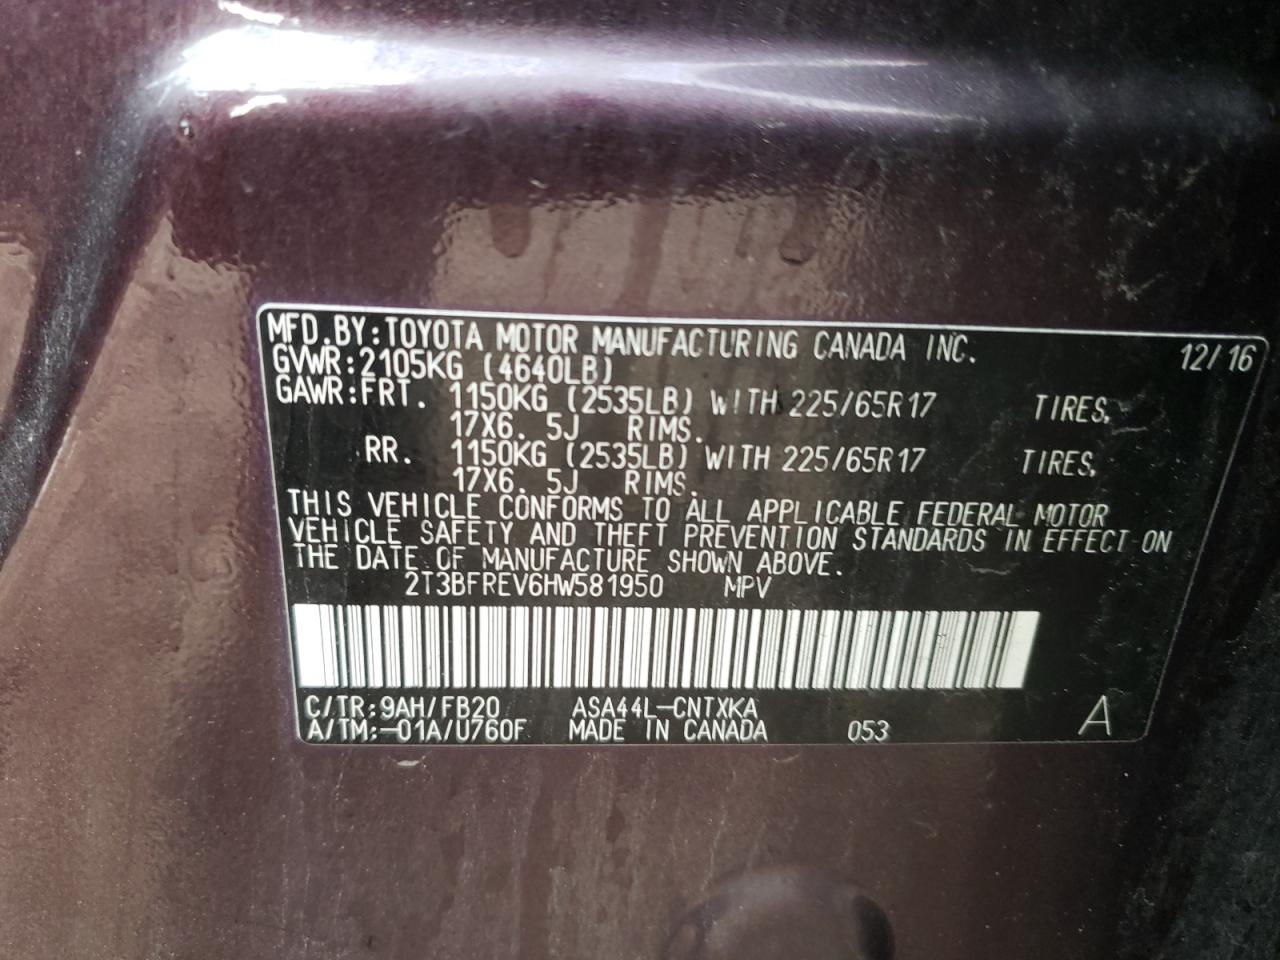 MFD.BY:TOYOTA MOTOR MANUFACTURING CANADA INC. 12/16
GVWR:2105KG (4640LB)
GAWR:FRT. 1150KG (2535LB) WITH 225/65R17 TIRES,
17X6. 5J RIMS.
RR. 1150KG (2535LB) WITH 225/65R17 TIRES,
17X6. 5J RIMS.
THIS VEHICLE CONFORMS TO ALL APPLICABLE FEDERAL MOTOR
VEHICLE SAFETY AND THEFT PREVENTION STANDARDS IN EFFECT ON
THE DATE OF MANUFACTURE SHOWN ABOVE.
2T3BFREV6HW581950 MPV
C/TR:9AH/FB20 ASA44L-CNTXKA
A/TM:-01A/U760F MADE IN CANADA 053 A